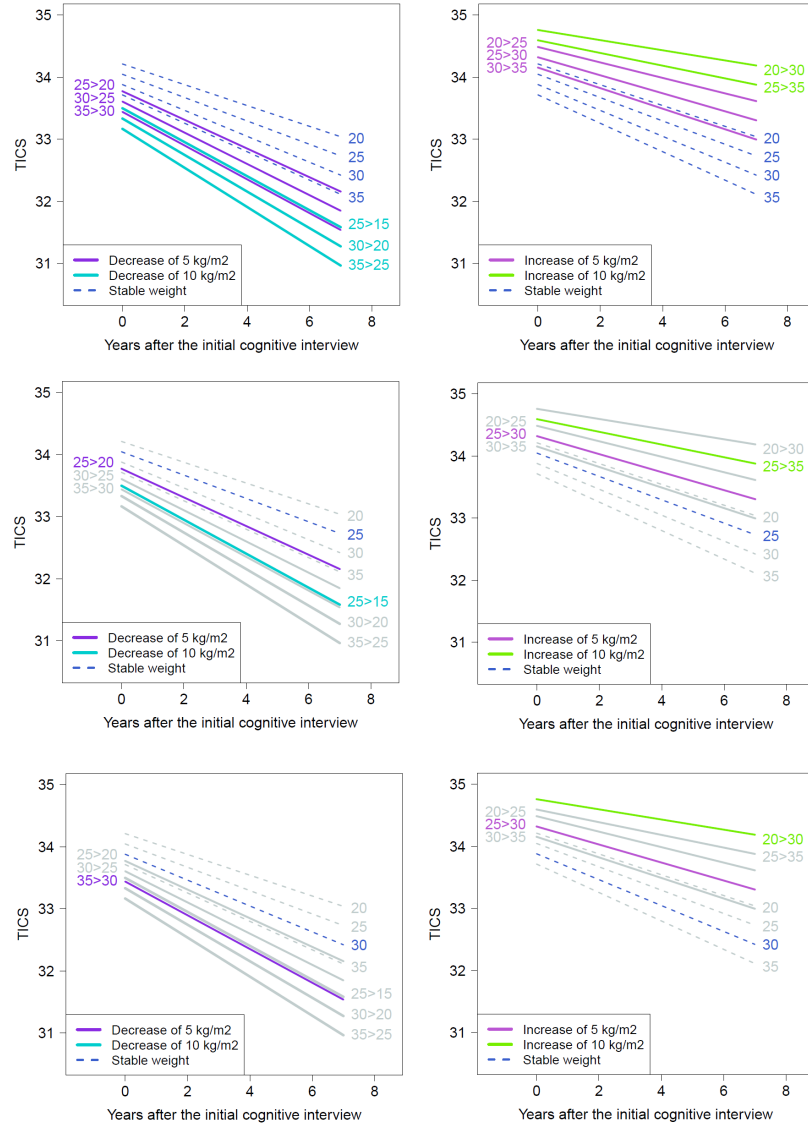 35
34
33
32
31
TICS
25>20
30>25
35>30
20
25
30
35
25>15
30>20
35>25
Decrease of 5 kg/m2
Decrease of 10 kg/m2
Stable weight
0 2 4 6 8
Years after the initial cognitive interview
35
34
33
32
31
TICS
20>25
25>30
30>35
20>30
25>35
20
25
30
35
Increase of 5 kg/m2
Increase of 10 kg/m2
Stable weight
0 2 4 6 8
Years after the initial cognitive interview
35
34
33
32
31
TICS
25>20
30>25
35>30
20
25
30
35
25>15
30>20
35>25
Decrease of 5 kg/m2
Decrease of 10 kg/m2
Stable weight
0 2 4 6 8
Years after the initial cognitive interview
35
34
33
32
31
TICS
20>25
25>30
30>35
20>30
25>35
20
25
30
35
Increase of 5 kg/m2
Increase of 10 kg/m2
Stable weight
0 2 4 6 8
Years after the initial cognitive interview
35
34
33
32
31
TICS
25>20
30>25
35>30
20
25
30
35
25>15
30>20
35>25
Decrease of 5 kg/m2
Decrease of 10 kg/m2
Stable weight
0 2 4 6 8
Years after the initial cognitive interview
35
34
33
32
31
TICS
20>25
25>30
30>35
20>30
25>35
20
25
30
35
Increase of 5 kg/m2
Increase of 10 kg/m2
Stable weight
0 2 4 6 8
Years after the initial cognitive interview